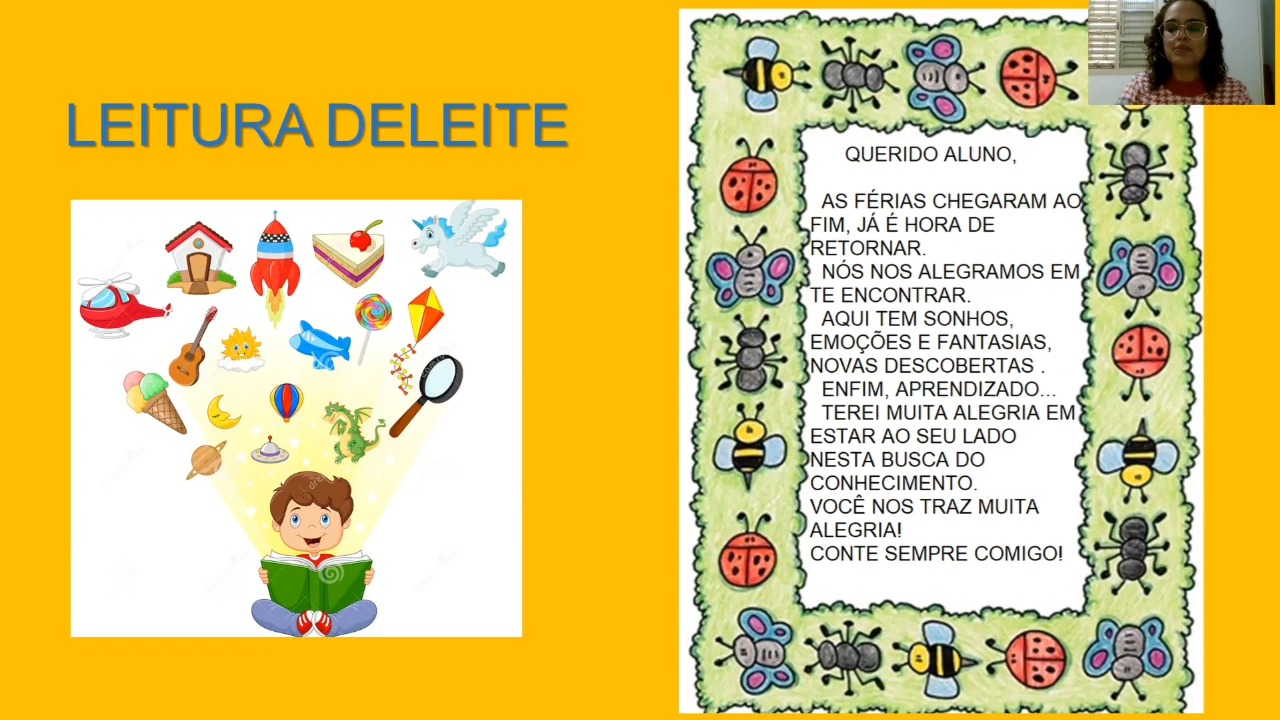 LEITURA DELEITE
QUERIDO ALUNO,
AS FÉRIAS CHEGARAM AO
FIM, JÁ É HORA DE
RETORNAR.
NÓS NOS ALEGRAMOS EM
TE ENCONTRAR.
AQUI TEM SONHOS,
EMOÇÕES E FANTASIAS,
NOVAS DESCOBERTAS .
ENFIM, APRENDIZADO...
TEREI MUITA ALEGRIA EM
ESTAR AO SEU LADO
NESTA BUSCA DO
CONHECIMENTO.
VOCÊ NOS TRAZ MUITA
ALEGRIA!
CONTE SEMPRE COMIGO!